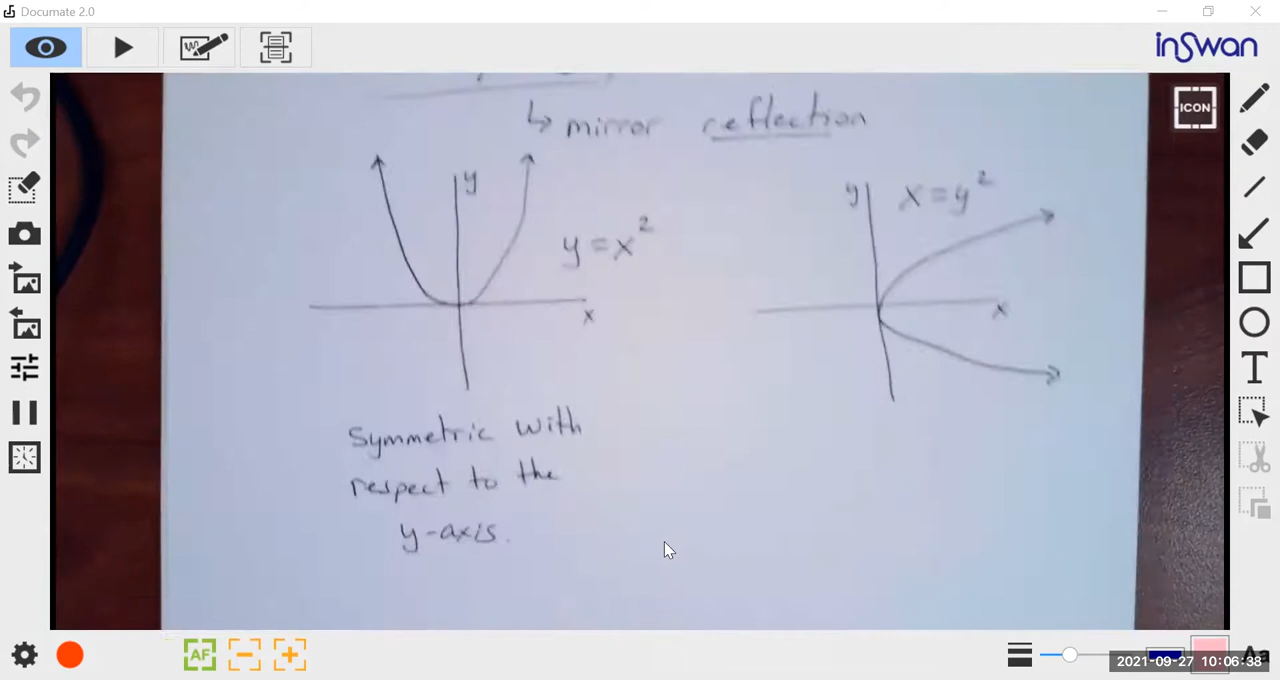 Documate 2.0
inSwan
ICON
↳ mirror reflection
y
y = x²
x
y
x = y²
x
Symmetric with
respect to the
y-axis.
T
AF
2021-09-27 10:06:38
Aa